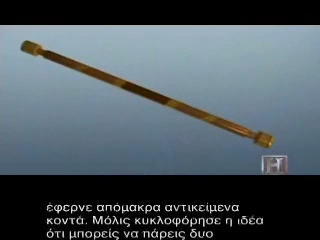 H
έφερνε απόμακρα αντικείμενα
κοντά. Μόλις κυκλοφόρησε η ιδέα
ότι μπορείς να πάρεις δυο